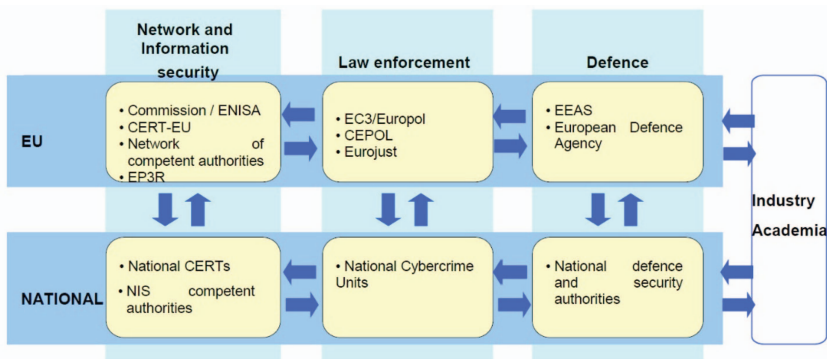 Network and
Information
security
Law enforcement
Defence
EU
• Commission / ENISA
• CERT-EU
• Network of
competent authorities
• EP3R
• EC3/Europol
• CEPOL
• Eurojust
• EEAS
• European Defence
Agency
Industry
Academia
NATIONAL
• National CERTs
• NIS competent
authorities
• National Cybercrime
Units
• National defence
and security
authorities